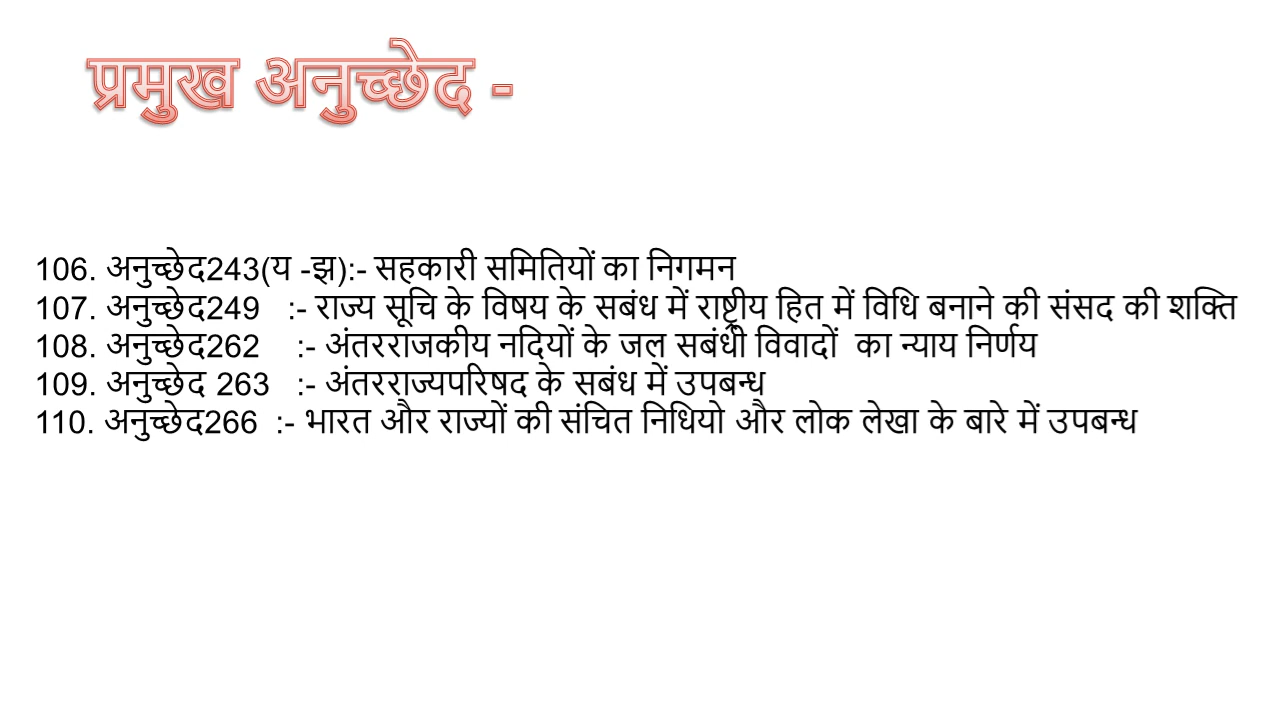 प्रमुख अनुच्छेद -
106. अनुच्छेद243(य -झ):- सहकारी समितियों का निगमन
107. अनुच्छेद249 :- राज्य सूचि के विषय के सबंध में राष्ट्रीय हित में विधि बनाने की संसद की शक्ति
108. अनुच्छेद262 :- अंतरराजकीय नदियों के जल सबंधी विवादों का न्याय निर्णय
109. अनुच्छेद 263 :- अंतरराज्यपरिषद के सबंध में उपबन्ध
110. अनुच्छेद266 :- भारत और राज्यों की संचित निधियो और लोक लेखा के बारे में उपबन्ध